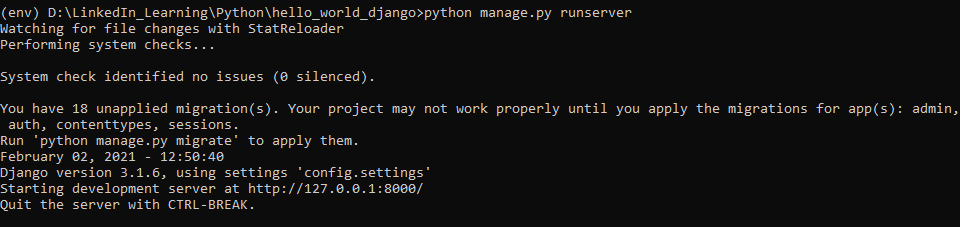 (env) D:\LinkedIn_Learning\Python\hello_world_django>python manage.py runserver
Watching for file changes with StatReloader
Performing system checks...
System check identified no issues (0 silenced).
You have 18 unapplied migration(s). Your project may not work properly until you apply the migrations for app(s): admin,
 auth, contenttypes, sessions.
Run 'python manage.py migrate' to apply them.
February 02, 2021 - 12:50:40
Django version 3.1.6, using settings 'config.settings'
Starting development server at http://127.0.0.1:8000/
Quit the server with CTRL-BREAK.